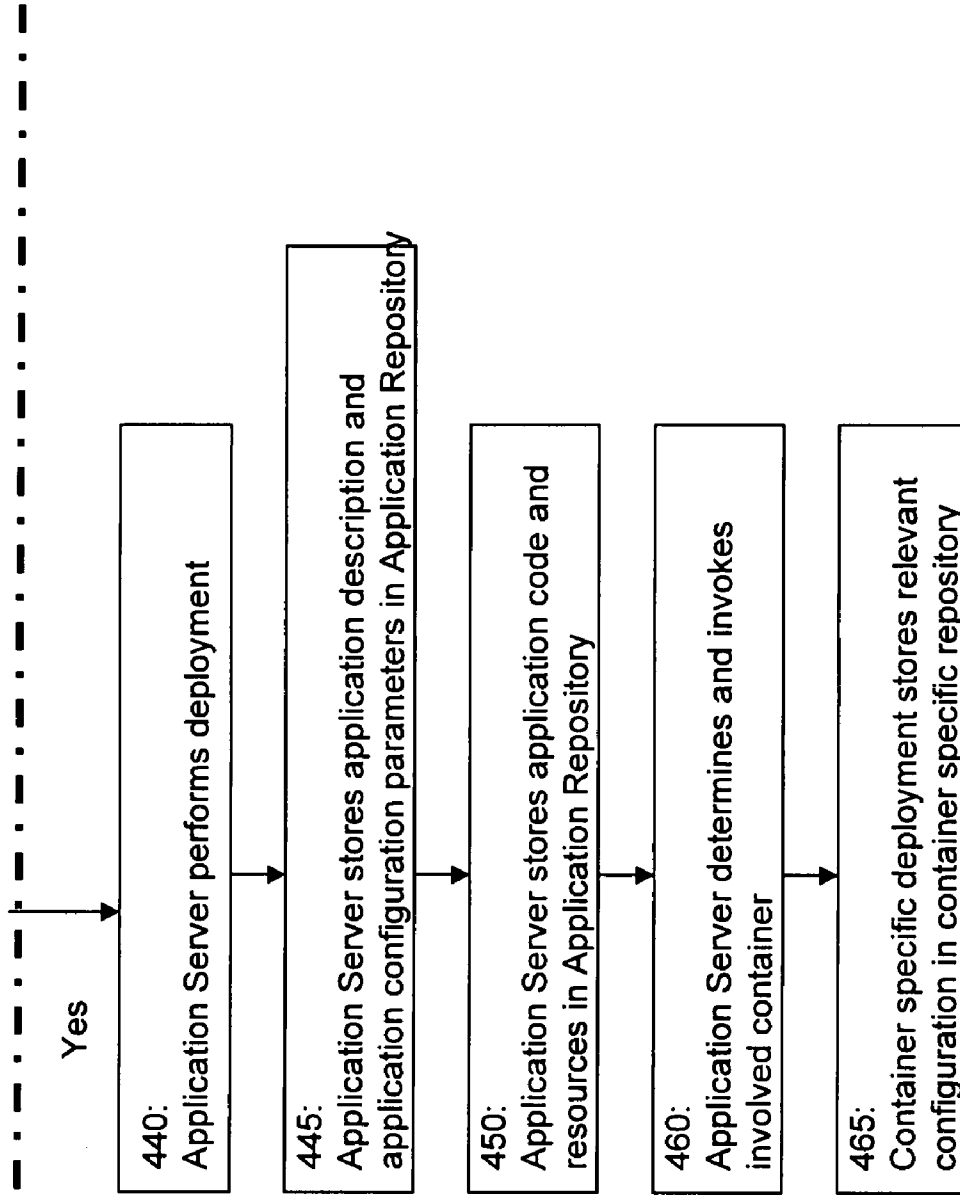 Yes
440:
Application Server performs deployment
445:
Application Server stores application description and
application configuration parameters in Application Repository
450:
Application Server stores application code and
resources in Application Repository
460:
Application Server determines and invokes
involved container
465:
Container specific deployment stores relevant
configuration in container specific repository